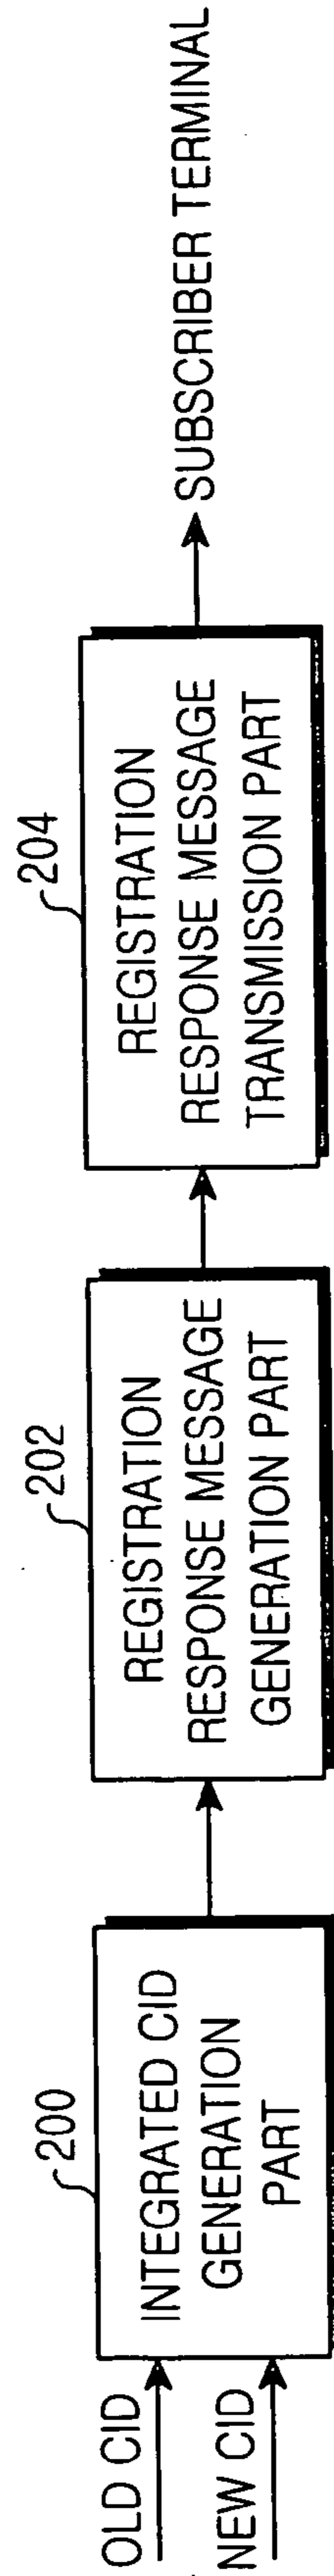 OLD CID
NEW CID
200
INTEGRATED CID
GENERATION
PART
202
REGISTRATION
RESPONSE MESSAGE
GENERATION PART
204
REGISTRATION
RESPONSE MESSAGE
TRANSMISSION PART
SUBSCRIBER TERMINAL